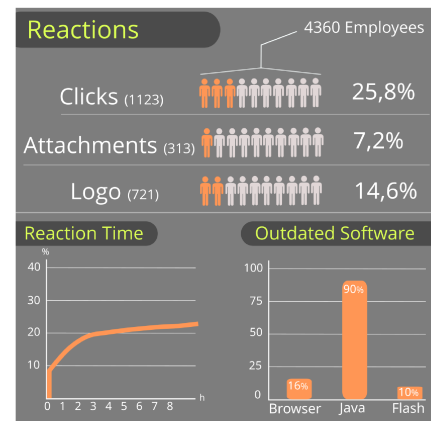 Reactions
4360 Employees
Clicks (1123) 25,8%
Attachments (313) 7,2%
Logo (721) 14,6%
Reaction Time
%
40
30
20
10
0 1 2 3 4 5 6 7 8 h
Outdated Software
100
75
50
25
0
16%
90%
10%
Browser Java Flash